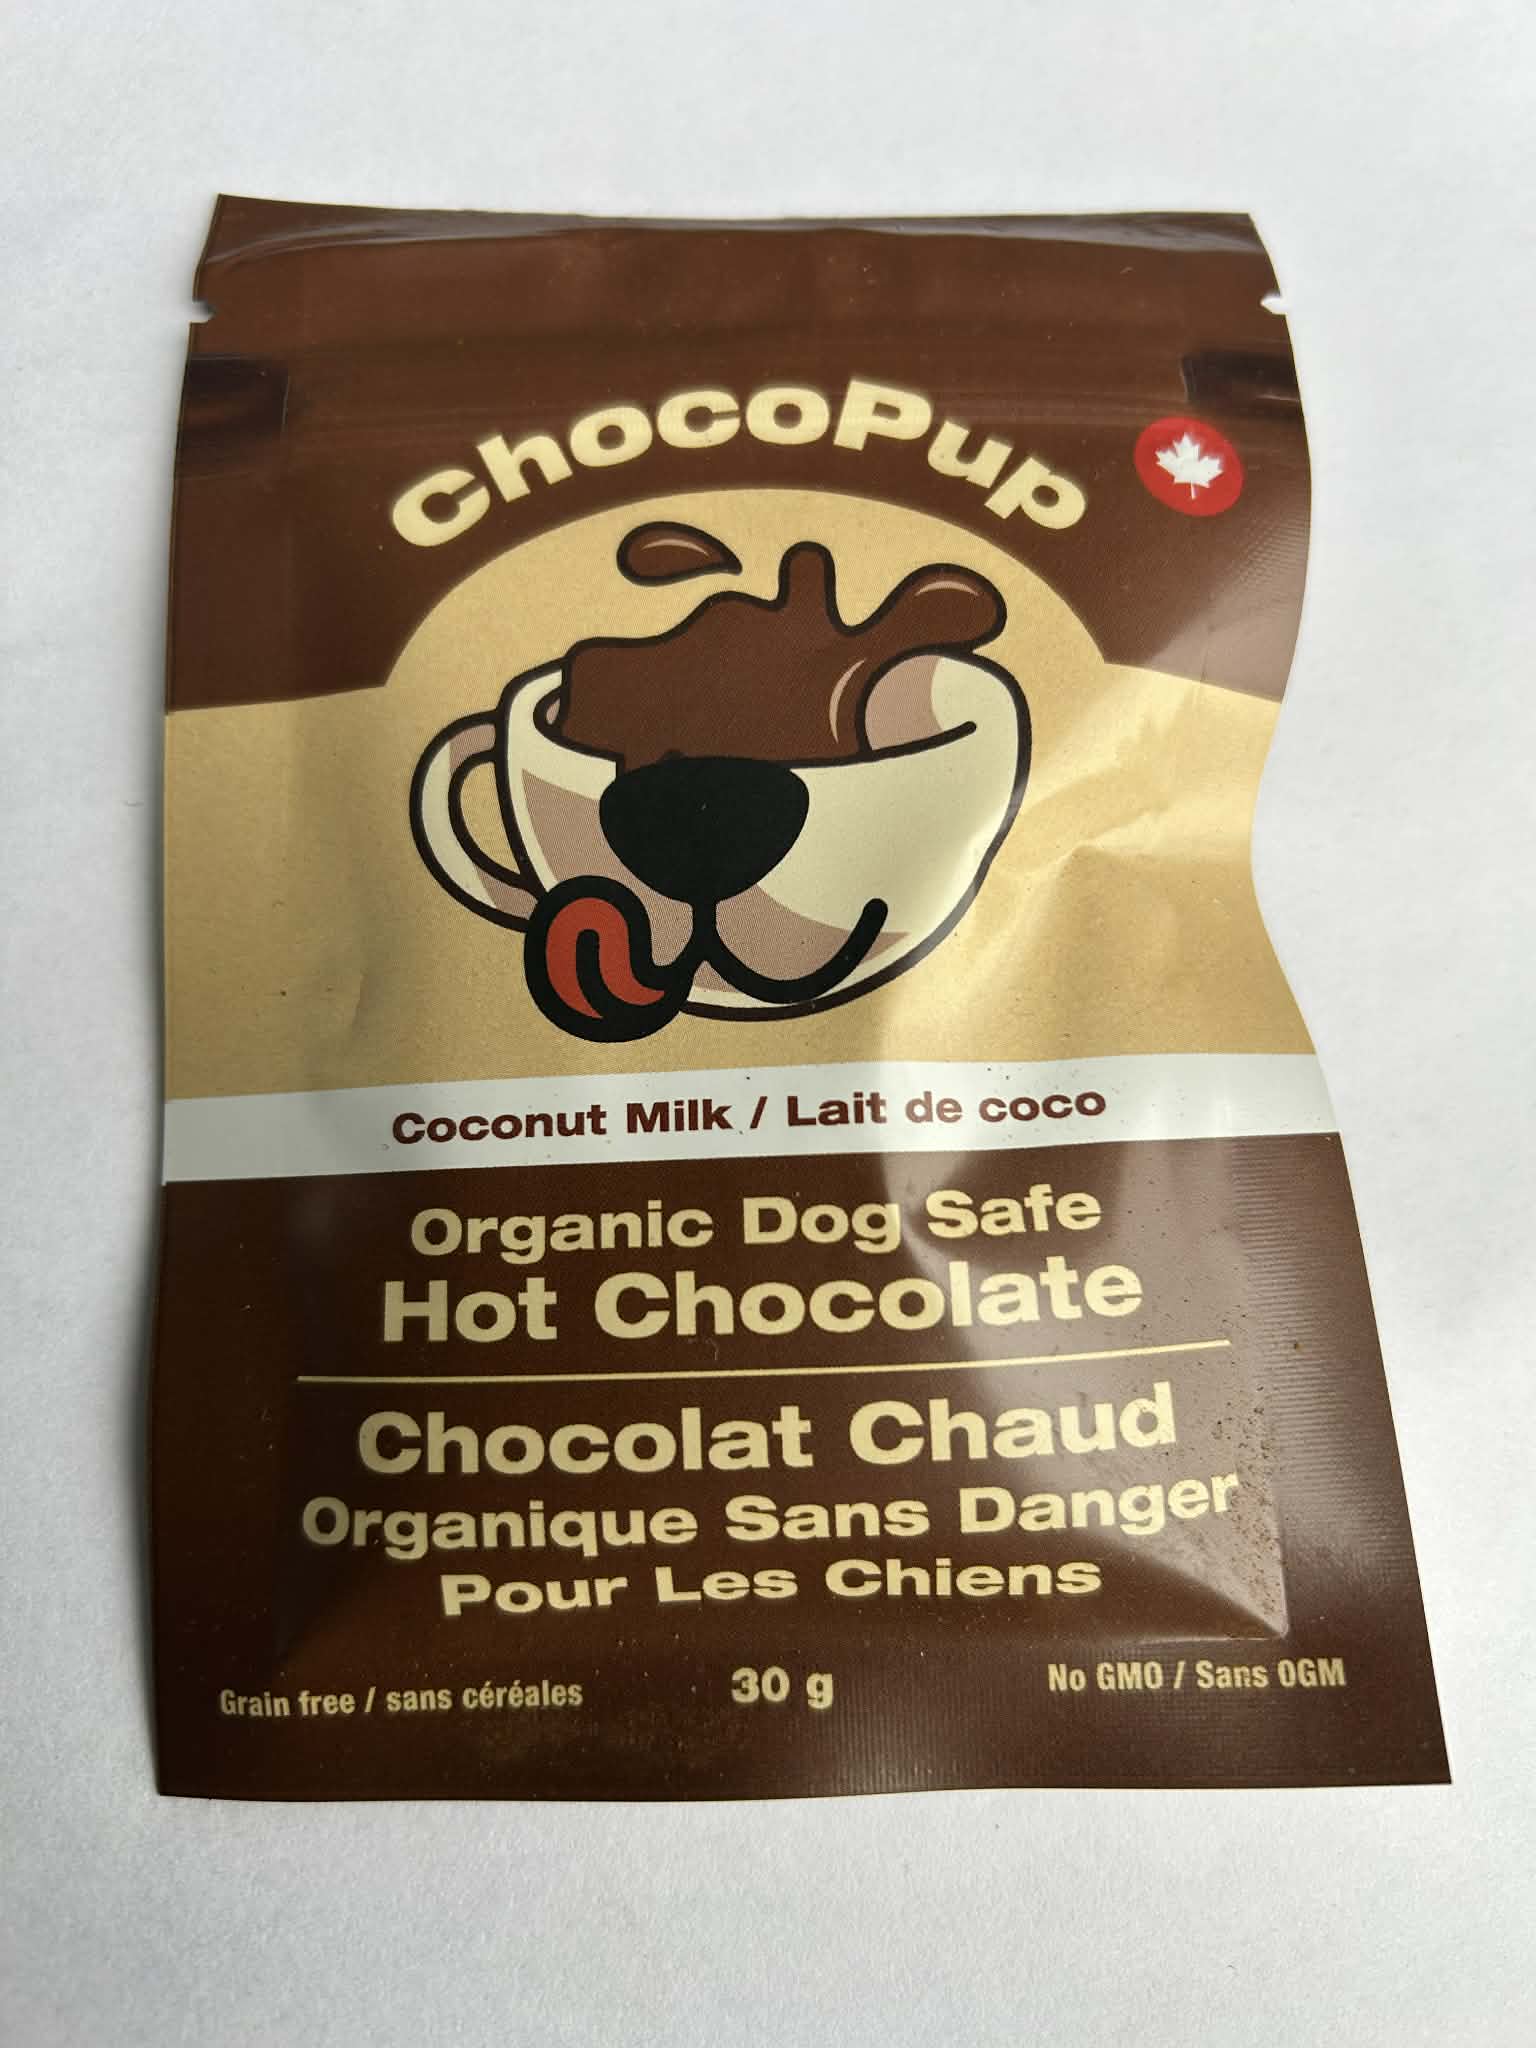 ChocoPup
Coconut Milk / Lait de coco
Organic Dog Safe
Hot Chocolate
Chocolat Chaud
Organique Sans Danger
Pour Les Chiens
Grain free / sans céréales 30 g No GMO / Sans OGM